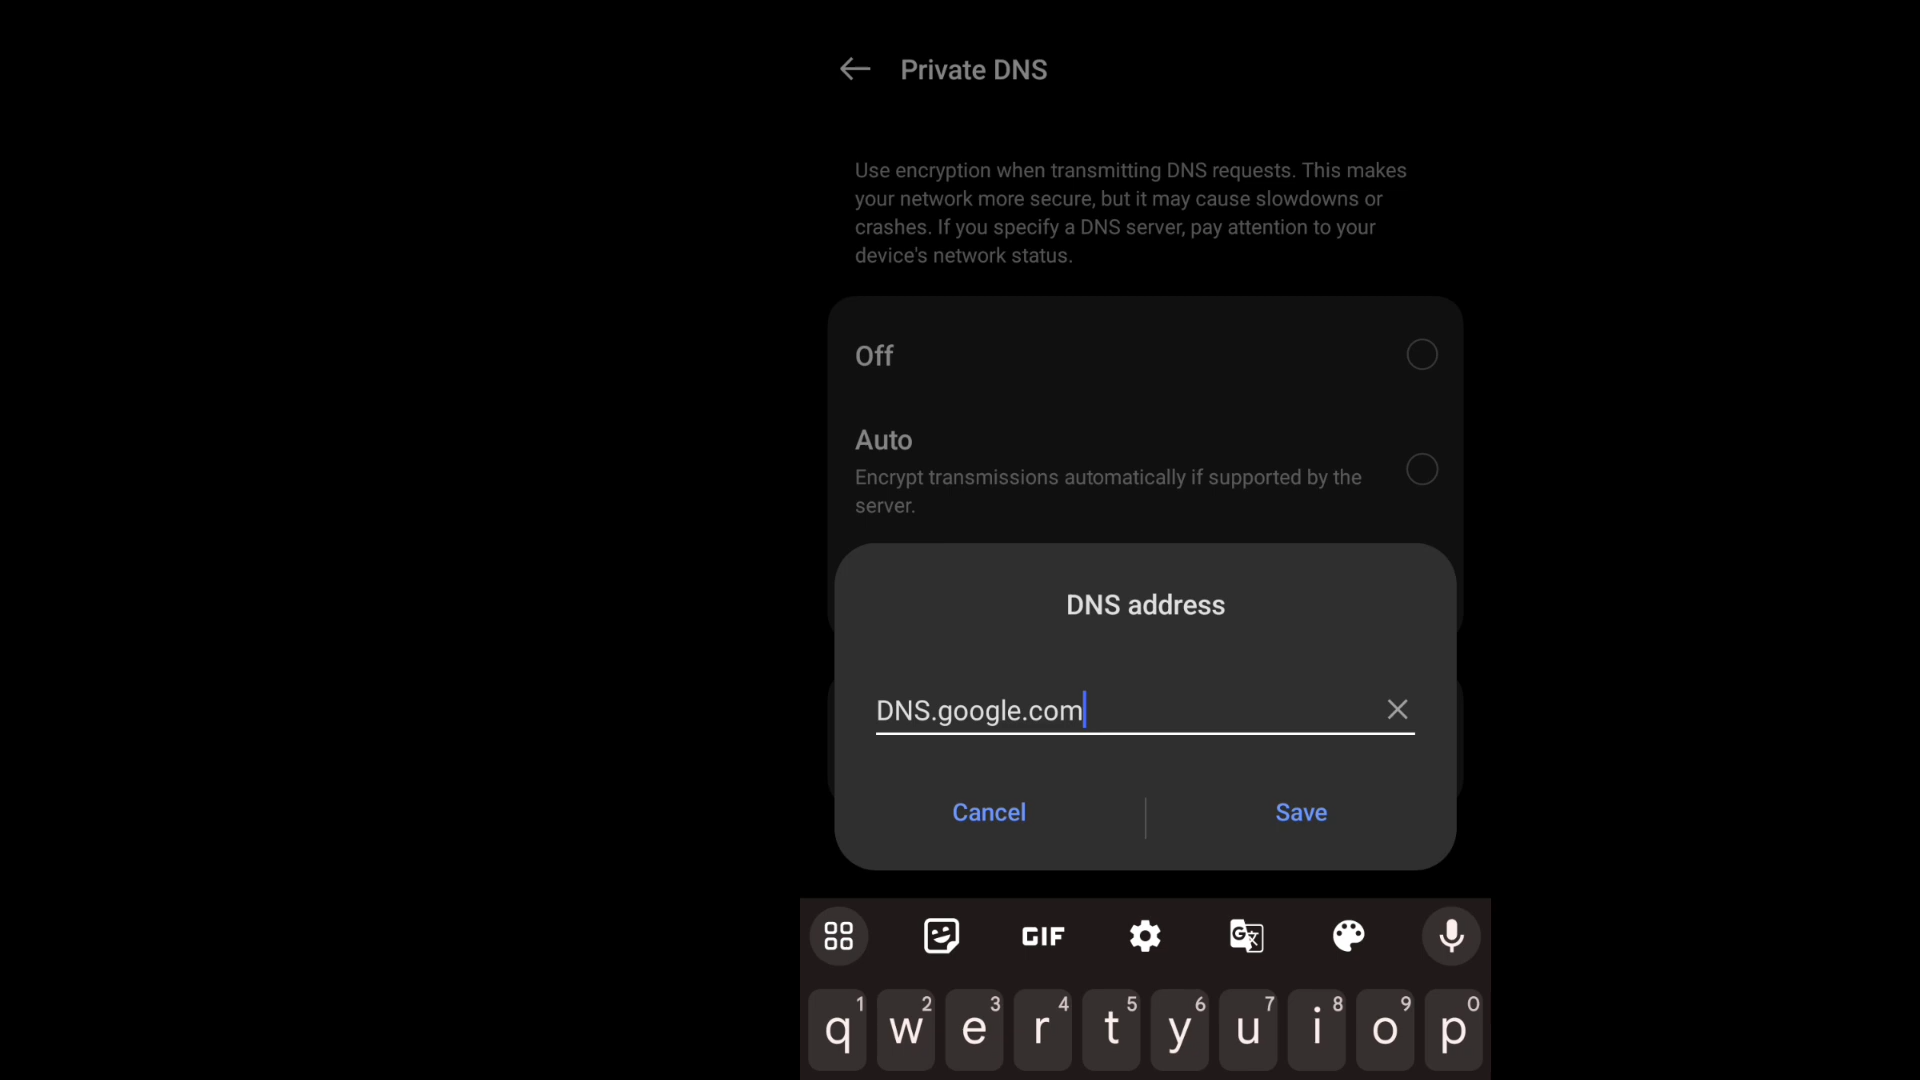 Private DNS
Use encryption when transmitting DNS requests. This makes
your network more secure, but it may cause slowdowns or
crashes. If you specify a DNS server, pay attention to your
device's network status.
Off
Auto
Encrypt transmissions automatically if supported by the
server.
DNS address
DNS.google.com
Cancel
Save
GIF
G 文
1 2 3 4 5 6 7 8 9 0
q w e r t y u i o p